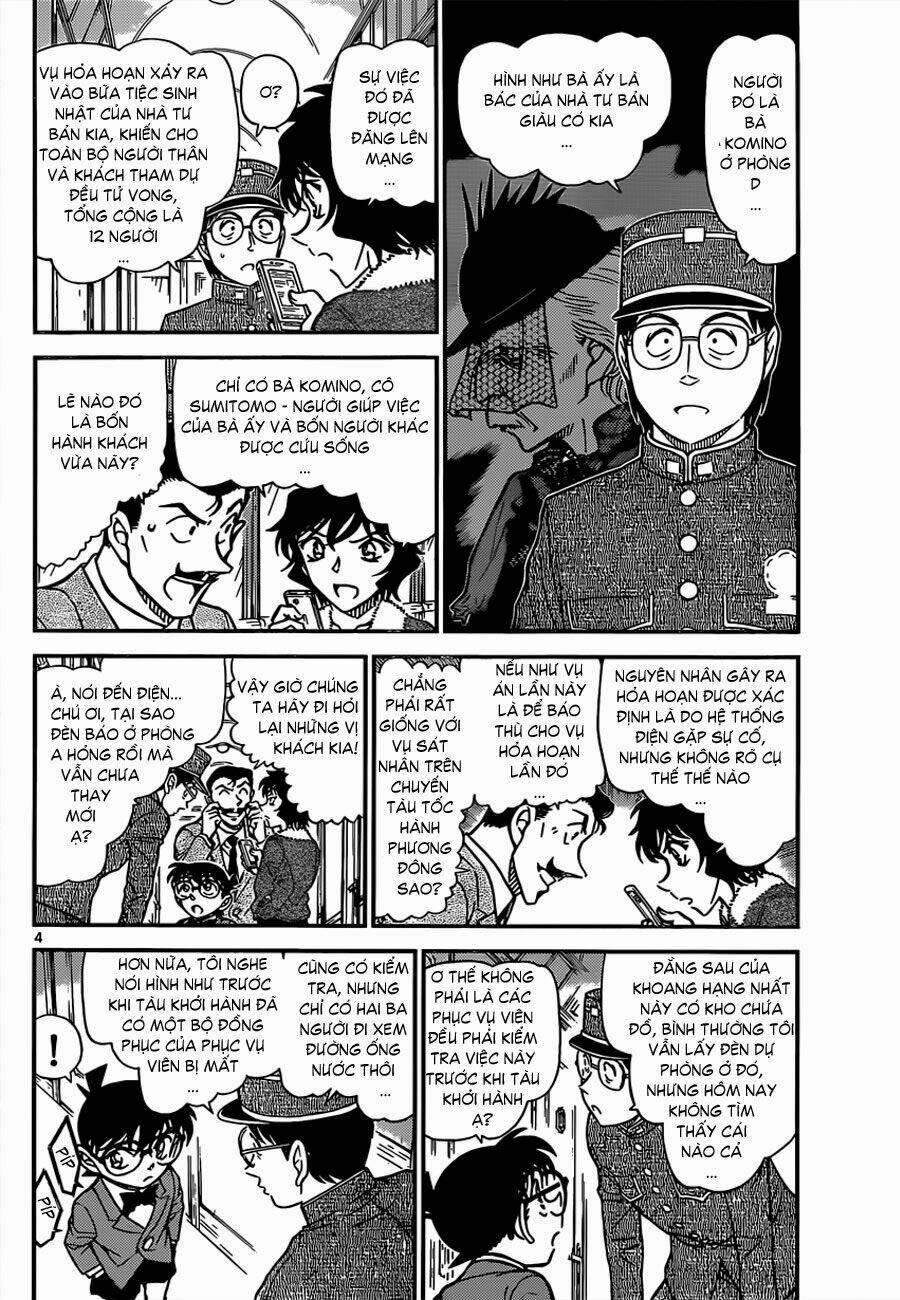 NGƯỜI
ĐÓ LÀ
BÀ
KOMINO
Ở PHÒNG
D
...
HÌNH NHƯ BÀ ẤY LÀ
BÁC CỦA NHÀ TƯ BẢN
GIÀU CÓ KIA
...
SỰ VIỆC
ĐÓ ĐÃ
ĐƯỢC
ĐĂNG LÊN
MẠNG
...
Ơ?
VỤ HỎA HOẠN XẢY RA
VÀO BỮA TIỆC SINH
NHẬT CỦA NHÀ TƯ
BẢN KIA, KHIẾN CHO
TOÀN BỘ NGƯỜI THÂN
VÀ KHÁCH THAM DỰ
ĐỀU TỬ VONG,
TỔNG CỘNG LÀ
12 NGƯỜI
...
CHỈ CÓ BÀ KOMINO, CÔ
SUMITOMO - NGƯỜI GIÚP VIỆC
CỦA BÀ ẤY VÀ BỐN NGƯỜI KHÁC
ĐƯỢC CỨU SỐNG
...
LẼ NÀO ĐÓ
LÀ BỐN
HÀNH KHÁCH
VỪA NÃY?
NGUYÊN NHÂN GÂY RA
HỎA HOẠN ĐƯỢC XÁC
ĐỊNH LÀ DO HỆ THỐNG
ĐIỆN GẶP SỰ CỐ,
NHƯNG KHÔNG RÕ CỤ
THỂ THẾ NÀO
...
NẾU NHƯ VỤ
ÁN LẦN NÀY
LÀ ĐỂ BÁO
THÙ CHO VỤ
HỎA HOẠN
LẦN ĐÓ
...
CHẲNG
PHẢI RẤT
GIỐNG VỚI
VỤ SÁT
NHÂN TRÊN
CHUYẾN
TÀU TỐC
HÀNH
PHƯƠNG
ĐÔNG
SAO?
VẬY GIỜ CHÚNG
TA HÃY ĐI HỎI
LẠI NHỮNG VỊ
KHÁCH KIA!
À, NÓI ĐẾN ĐIỆN...
CHÚ ƠI, TẠI SAO
ĐÈN BÁO Ở PHÒNG
A HỎNG RỒI MÀ
VẪN CHƯA
THAY
MỚI
Ạ?
4
ĐẰNG SAU CỦA
KHOANG HẠNG NHẤT
NÀY CÓ KHO CHỨA
ĐỒ, BÌNH THƯỜNG TÔI
VẪN LẤY ĐÈN DỰ
PHÒNG Ở ĐÓ,
NHƯNG HÔM NAY
KHÔNG TÌM
THẤY CÁI
NÀO CẢ
...
Ơ THẾ KHÔNG
PHẢI LÀ CÁC
PHỤC VỤ VIÊN
ĐỀU PHẢI KIỂM
TRA VIỆC NÀY
TRƯỚC KHI TÀU
KHỞI HÀNH
Ạ?
CŨNG CÓ KIỂM
TRA, NHƯNG
CHỈ CÓ HAI BA
NGƯỜI ĐI XEM
ĐƯỜNG ỐNG
NƯỚC THÔI
...
HƠN NỮA, TÔI NGHE
NÓI HÌNH NHƯ TRƯỚC
KHI TÀU KHỞI HÀNH ĐÃ
CÓ MỘT BỘ ĐỒNG
PHỤC CỦA PHỤC VỤ
VIÊN BỊ MẤT
...
!
PÍP
PÍP